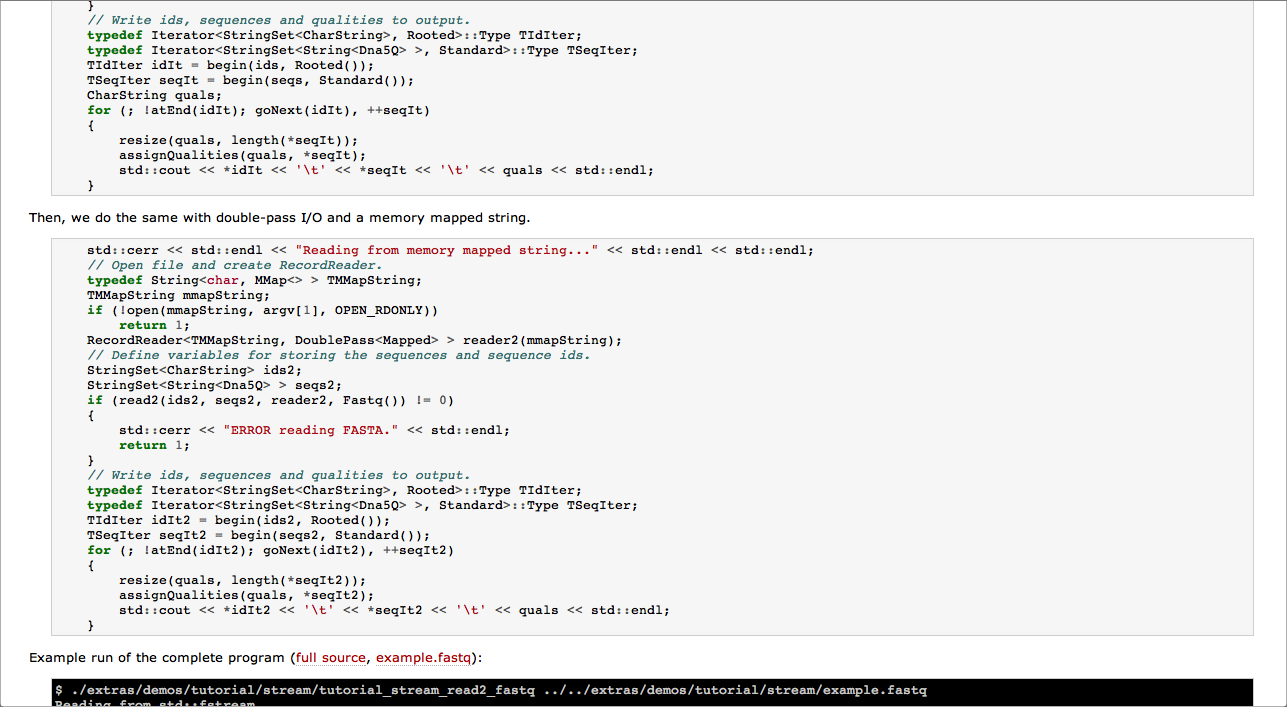 }
// Write ids, sequences and qualities to output.
typedef Iterator<StringSet<CharString>, Rooted>::Type TIdIter;
typedef Iterator<StringSet<String<Dna5Q> >, Standard>::Type TSeqIter;
TIdIter idIt = begin(ids, Rooted());
TSeqIter seqIt = begin(seqs, Standard());
CharString quals;
for (; !atEnd(idIt); goNext(idIt), ++seqIt)
{
    resize(quals, length(*seqIt));
    assignQualities(quals, *seqIt);
    std::cout << *idIt << '\t' << *seqIt << '\t' << quals << std::endl;
}
Then, we do the same with double-pass I/O and a memory mapped string.
std::cerr << std::endl << "Reading from memory mapped string..." << std::endl << std::endl;
// Open file and create RecordReader.
typedef String<char, MMap<> > TMMapString;
TMMapString mmapString;
if (!open(mmapString, argv[1], OPEN_RDONLY))
    return 1;
RecordReader<TMMapString, DoublePass<Mapped> > reader2(mmapString);
// Define variables for storing the sequences and sequence ids.
StringSet<CharString> ids2;
StringSet<String<Dna5Q> > seqs2;
if (read2(ids2, seqs2, reader2, Fastq()) != 0)
{
    std::cerr << "ERROR reading FASTA." << std::endl;
    return 1;
}
// Write ids, sequences and qualities to output.
typedef Iterator<StringSet<CharString>, Rooted>::Type TIdIter;
typedef Iterator<StringSet<String<Dna5Q> >, Standard>::Type TSeqIter;
TIdIter idIt2 = begin(ids2, Rooted());
TSeqIter seqIt2 = begin(seqs2, Standard());
for (; !atEnd(idIt2); goNext(idIt2), ++seqIt2)
{
    resize(quals, length(*seqIt2));
    assignQualities(quals, *seqIt2);
    std::cout << *idIt2 << '\t' << *seqIt2 << '\t' << quals << std::endl;
}
Example run of the complete program (full source, example.fastq):
$ ./extras/demos/tutorial/stream/tutorial_stream_read2_fastq ../../extras/demos/tutorial/stream/example.fastq
Reading from std::fstream